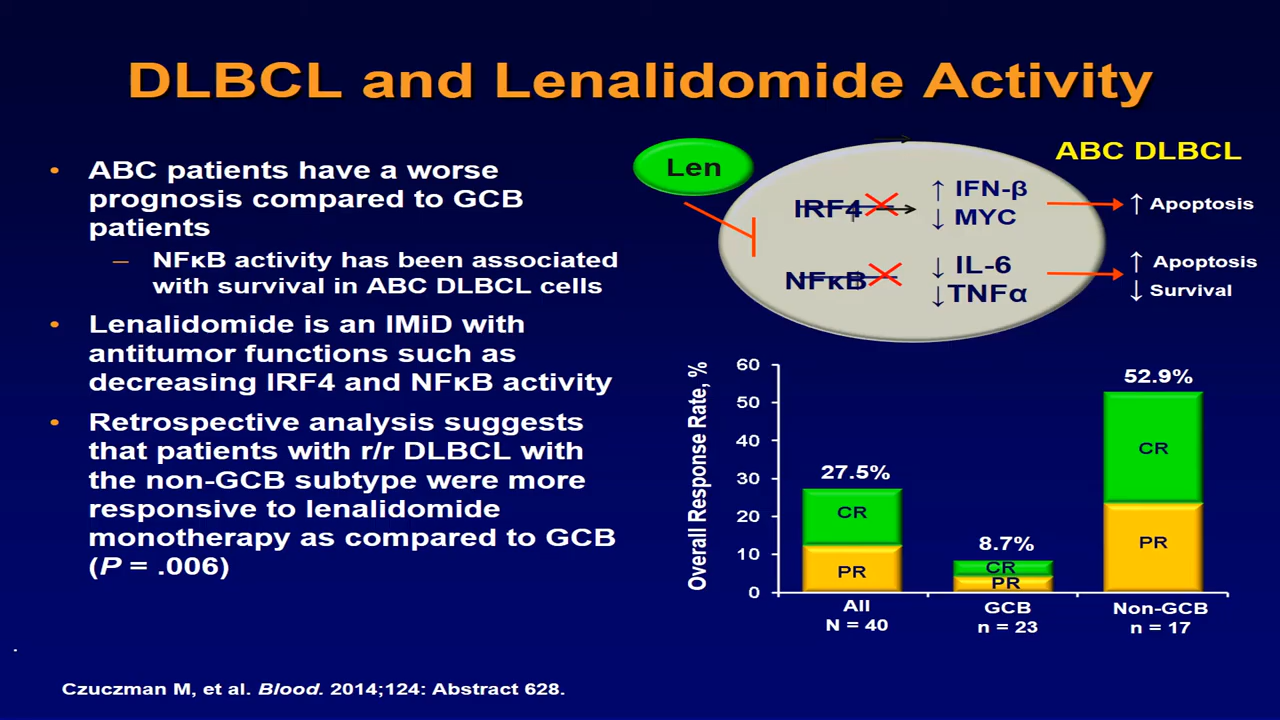 DLBCL and Lenalidomide Activity
• ABC patients have a worse
prognosis compared to GCB
patients
– NFκB activity has been associated
with survival in ABC DLBCL cells
• Lenalidomide is an IMiD with
antitumor functions such as
decreasing IRF4 and NFκB activity
• Retrospective analysis suggests
that patients with r/r DLBCL with
the non-GCB subtype were more
responsive to lenalidomide
monotherapy as compared to GCB
(P = .006)
Len
ABC DLBCL
IRF4
↑ IFN-β
↓ MYC
↑ Apoptosis
NFκB
↓ IL-6
↓ TNFα
↑ Apoptosis
↓ Survival
Overall Response Rate, %
60
50
40
30
20
10
0
27.5%
CR
PR
8.7%
CR
PR
52.9%
CR
PR
All
N = 40
GCB
n = 23
Non-GCB
n = 17
Czuczman M, et al. Blood. 2014;124: Abstract 628.